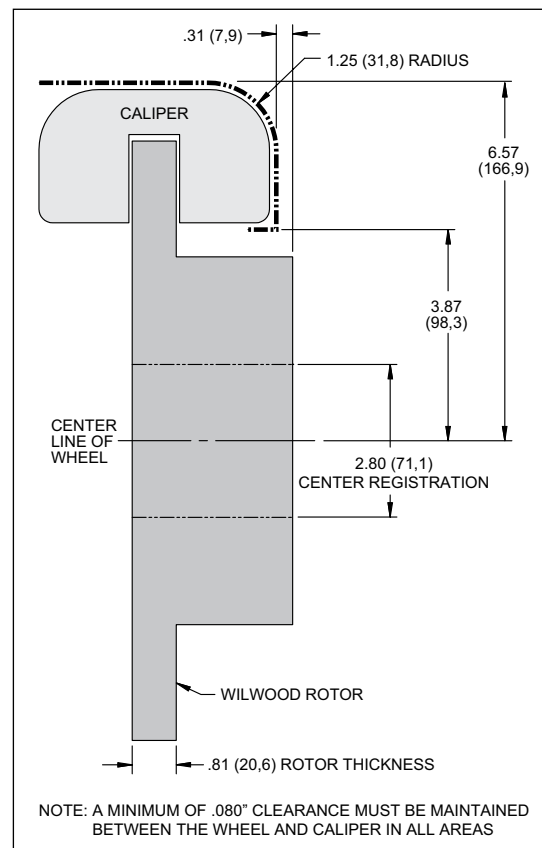 .31 (7,9)
1.25 (31,8) RADIUS
CALIPER
6.57
(166,9)
3.87
(98,3)
CENTER
LINE OF
WHEEL
2.80 (71,1)
CENTER REGISTRATION
WILWOOD ROTOR
.81 (20,6) ROTOR THICKNESS
NOTE: A MINIMUM OF .080" CLEARANCE MUST BE MAINTAINED
BETWEEN THE WHEEL AND CALIPER IN ALL AREAS